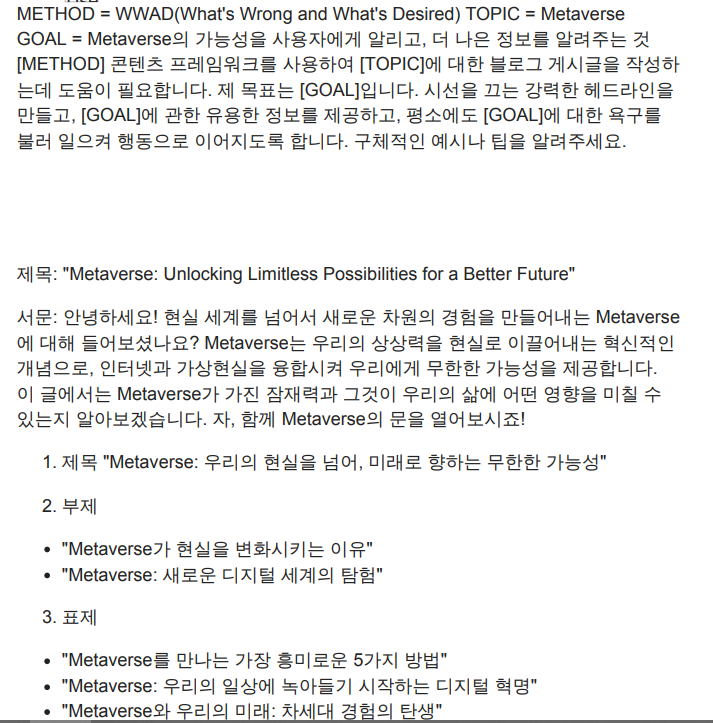 METHOD = WWAD(What's Wrong and What's Desired) TOPIC = Metaverse
GOAL = Metaverse의 가능성을 사용자에게 알리고, 더 나은 정보를 알려주는 것
[METHOD] 콘텐츠 프레임워크를 사용하여 [TOPIC]에 대한 블로그 게시글을 작성하
는데 도움이 필요합니다. 제 목표는 [GOAL]입니다. 시선을 끄는 강력한 헤드라인을
만들고, [GOAL]에 관한 유용한 정보를 제공하고, 평소에도 [GOAL]에 대한 욕구를
불러 일으켜 행동으로 이어지도록 합니다. 구체적인 예시나 팁을 알려주세요.
제목: "Metaverse: Unlocking Limitless Possibilities for a Better Future"
서문: 안녕하세요! 현실 세계를 넘어서 새로운 차원의 경험을 만들어내는 Metaverse
에 대해 들어보셨나요? Metaverse는 우리의 상상력을 현실로 이끌어내는 혁신적인
개념으로, 인터넷과 가상현실을 융합시켜 우리에게 무한한 가능성을 제공합니다.
이 글에서는 Metaverse가 가진 잠재력과 그것이 우리의 삶에 어떤 영향을 미칠 수
있는지 알아보겠습니다. 자, 함께 Metaverse의 문을 열어보시죠!
1. 제목 "Metaverse: 우리의 현실을 넘어, 미래로 향하는 무한한 가능성"
2. 부제
• "Metaverse가 현실을 변화시키는 이유"
• "Metaverse: 새로운 디지털 세계의 탐험"
3. 표제
• "Metaverse를 만나는 가장 흥미로운 5가지 방법"
• "Metaverse: 우리의 일상에 녹아들기 시작하는 디지털 혁명"
• "Metaverse와 우리의 미래: 차세대 경험의 탄생"